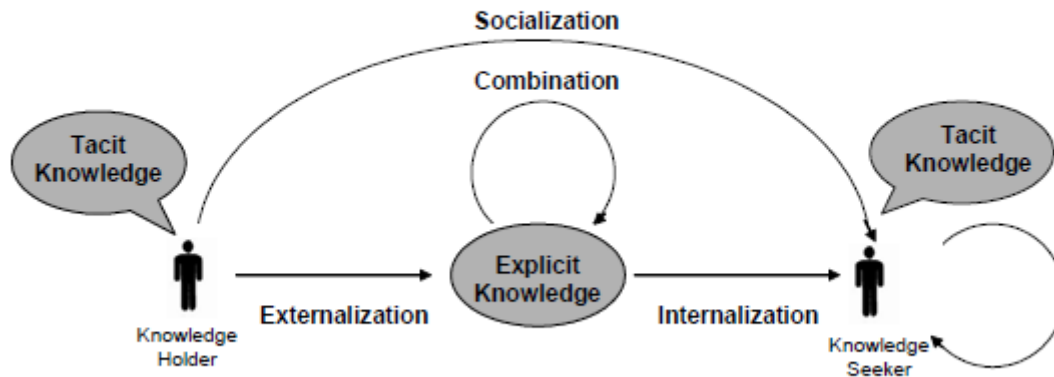 Socialization
Combination
Tacit
Knowledge
Tacit
Knowledge
Explicit
Knowledge
Externalization
Internalization
Knowledge
Holder
Knowledge
Seeker